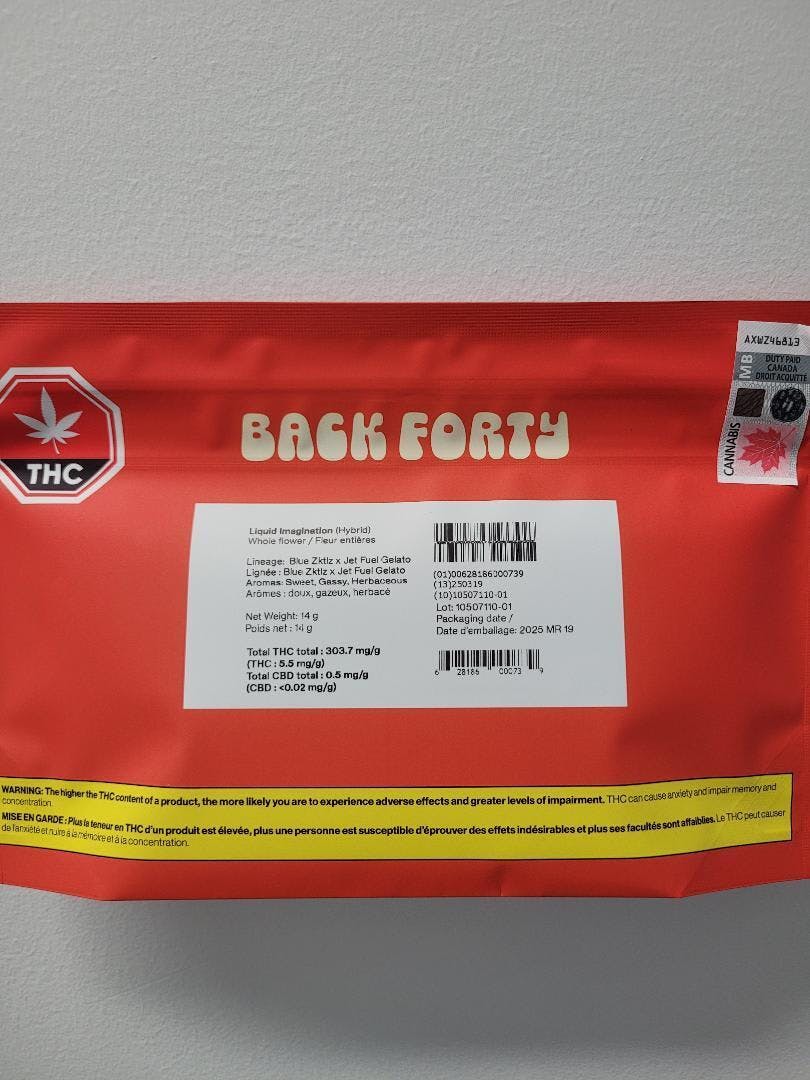 AXWZ46813
MB
DUTY PAID
CANADA
DROIT ACQUITTÉ
CANNABIS
THC
BACK FORTY
Liquid Imagination (Hybrid)
Whole flower / Fleur entières
Lineage: Blue Zktlz x Jet Fuel Gelato
Lignée : Blue Zktlz x Jet Fuel Gelato
Aromas: Sweet, Gassy, Herbaceous
Arômes : doux, gazeux, herbacé
Net Weight: 14 g
Poids net : 14 g
Total THC total : 303.7 mg/g
(THC : 5.5 mg/g)
Total CBD total : 0.5 mg/g
(CBD : <0.02 mg/g)
(01)00628186000739
(13)250319
(10)10507110-01
Lot: 10507110-01
Packaging date /
Date d'emballage: 2025 MR 19
6 28186 00073 9
WARNING: The higher the THC content of a product, the more likely you are to experience adverse effects and greater levels of impairment. THC can cause anxiety and impair memory and
concentration.
MISE EN GARDE : Plus la teneur en THC d'un produit est élevée, plus une personne est susceptible d'éprouver des effets indésirables et plus ses facultés sont affaiblies. Le THC peut causer
de l'anxiété et nuire à la mémoire et à la concentration.